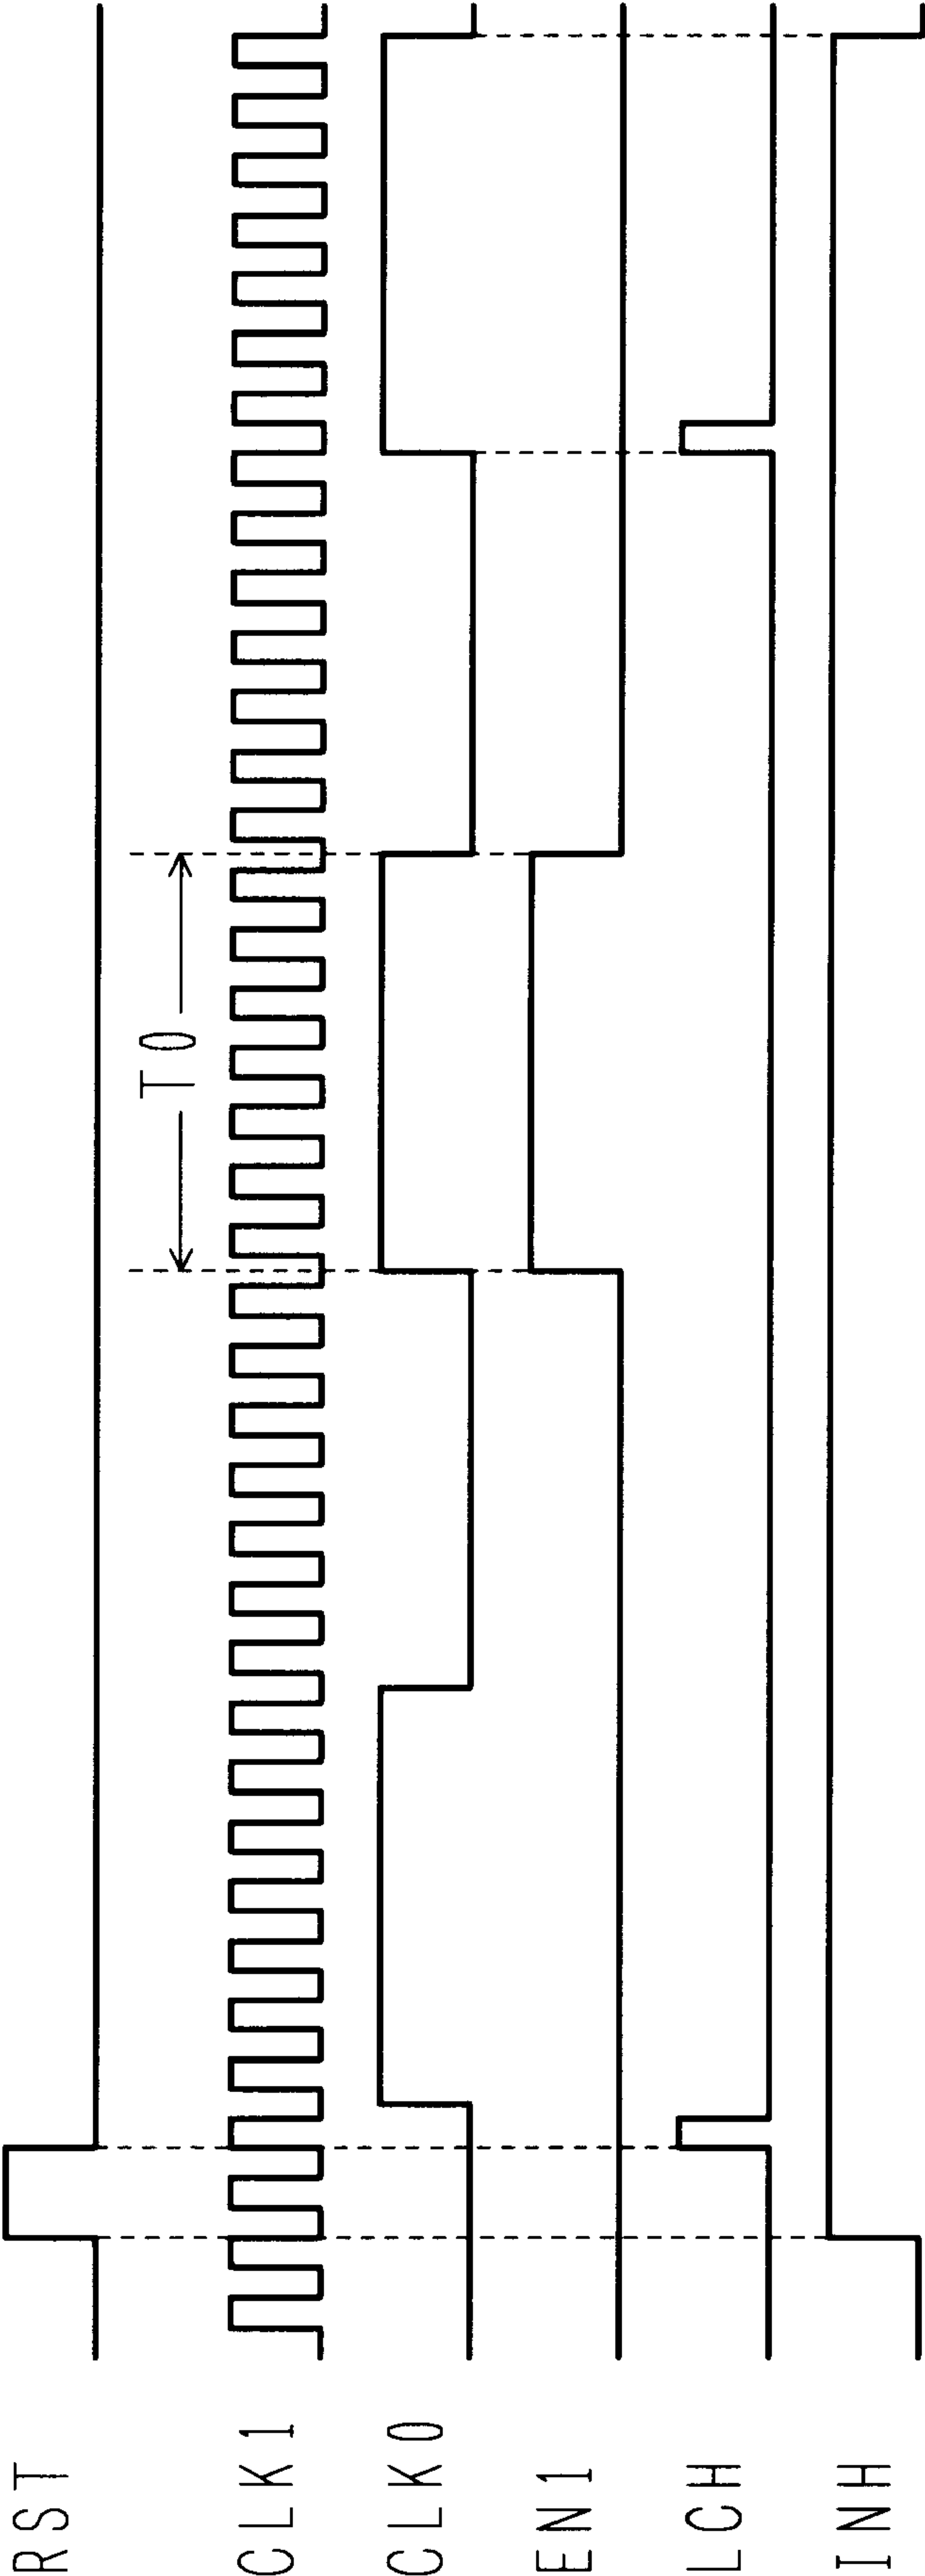 RST
T0
CLK1
CLK0
EN1
LCH
INH